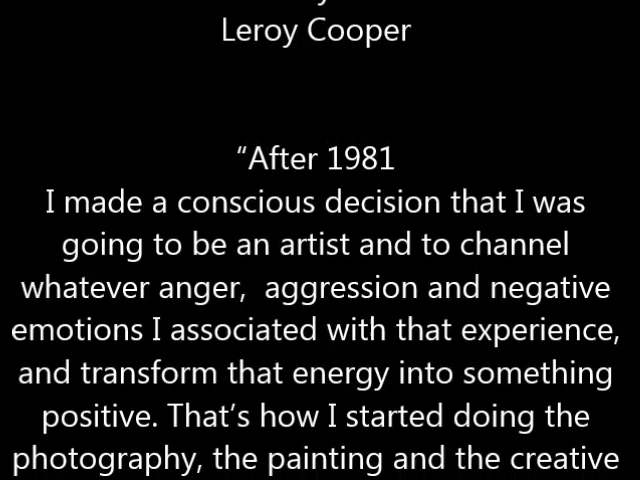 Leroy Cooper
“After 1981
I made a conscious decision that I was
going to be an artist and to channel
whatever anger,  aggression and negative
emotions I associated with that experience,
and transform that energy into something
positive. That’s how I started doing the
photography, the painting and the creative